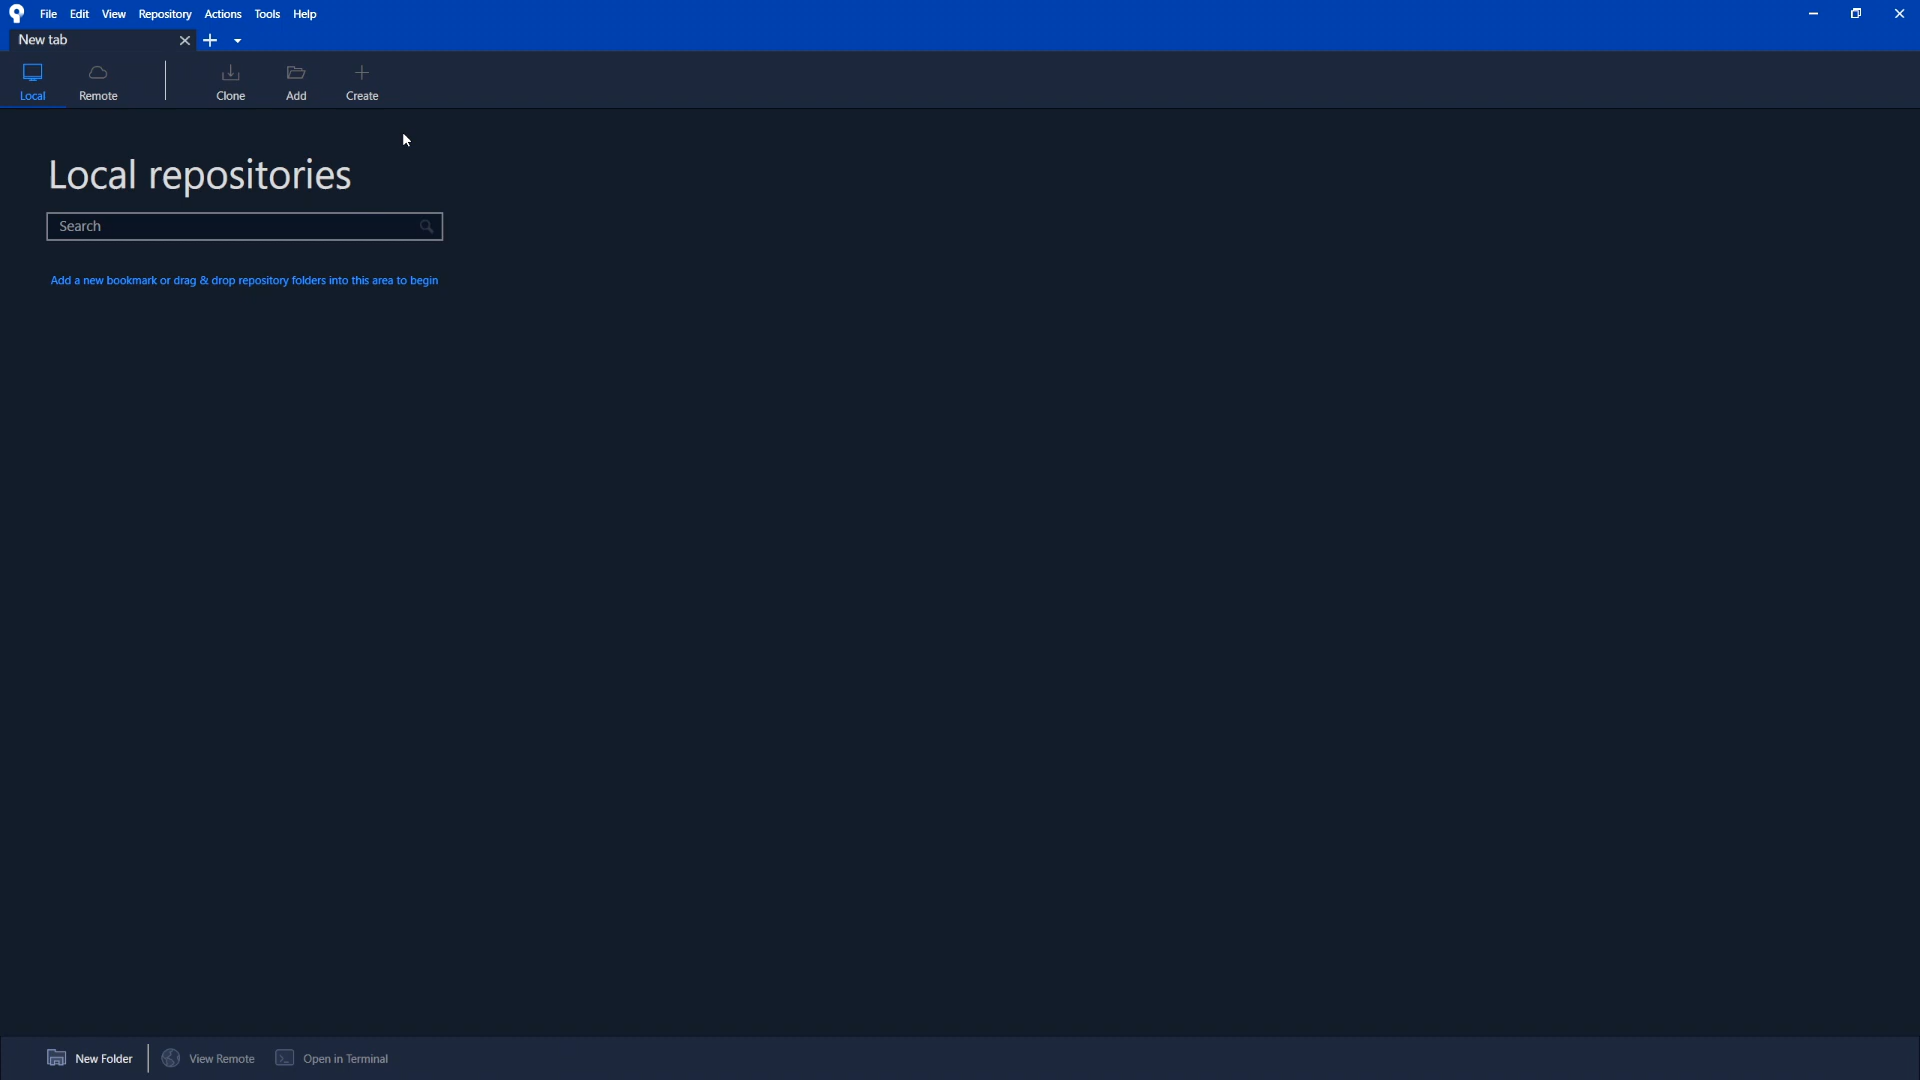 File Edit View Repository Actions Tools Help
New tab
Local Remote Clone Add Create
Local repositories
Search
Add a new bookmark or drag & drop repository folders into this area to begin
New Folder View Remote Open in Terminal